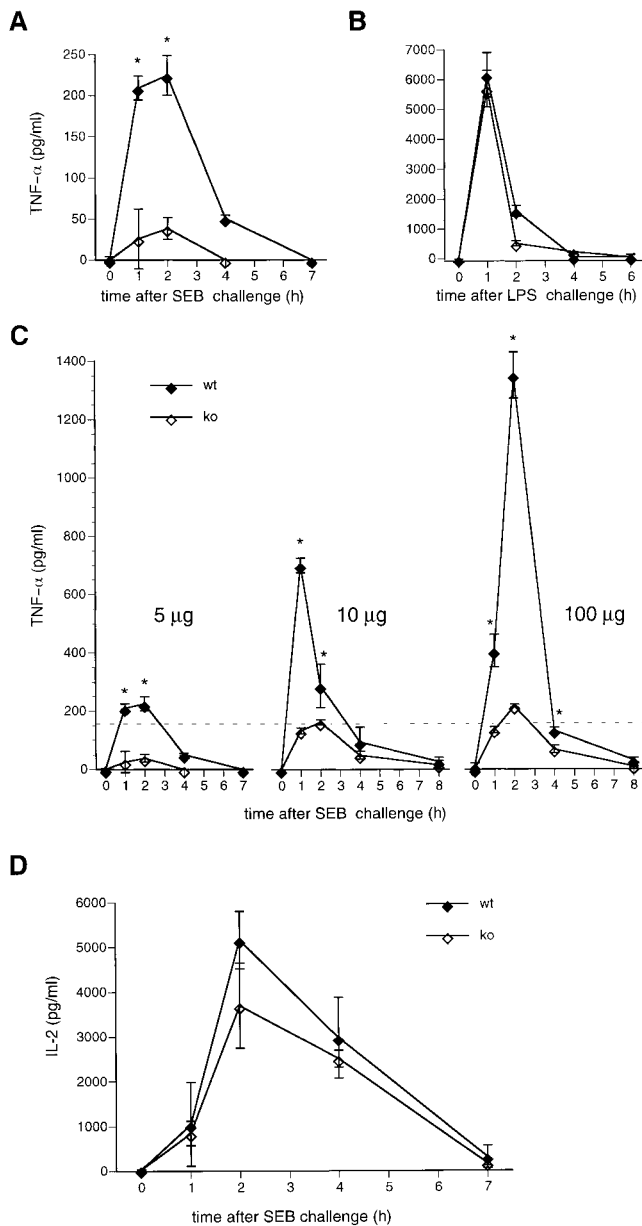 A
*
*
250
200
150
100
50
0
TNF-α (pg/ml)
0 1 2 3 4 5 6 7
time after SEB challenge (h)
B
7000
6000
5000
4000
3000
2000
1000
0
0 1 2 3 4 5 6
time after LPS challenge (h)
C
1400
1200
1000
800
600
400
200
0
TNF-α (pg/ml)
wt
ko
5 µg
* *
0 1 2 3 4 5 6 7
10 µg
*
*
0 1 2 3 4 5 6 7 8
100 µg
*
*
*
0 1 2 3 4 5 6 7 8
time after SEB challenge (h)
D
6000
5000
4000
3000
2000
1000
0
IL-2 (pg/ml)
wt
ko
0 1 2 3 4 5 6 7
time after SEB challenge (h)